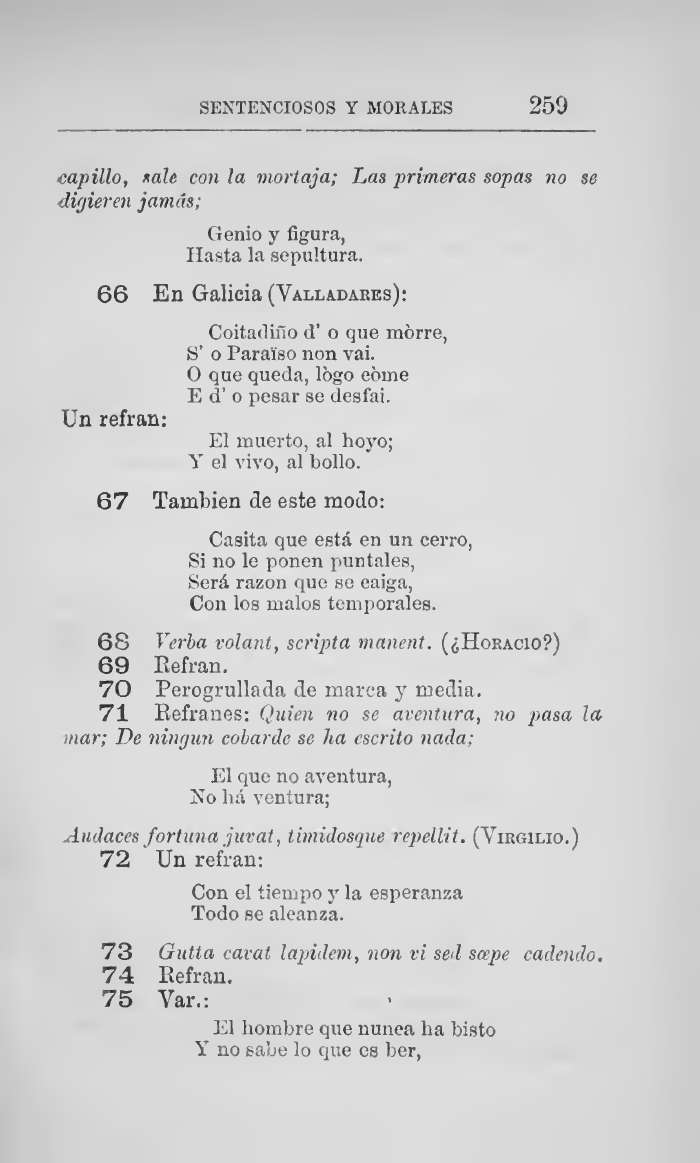 SENTENCIOSOS Y MORALES 259
capillo, sale con la mortaja; Las primeras sopas no se
digieren jamás;
Genio y figura,
Hasta la sepultura.
66 En Galicia (VALLADARES):
Coitadiño d' o que mòrre,
S' o Paraïso non vai.
O que queda, lògo còme
E d' o pesar se desfai.
Un refran:
El muerto, al hoyo;
Y el vivo, al bollo.
67 Tambien de este modo:
Casita que está en un cerro,
Si no le ponen puntales,
Será razon que se caiga,
Con los malos temporales.
68 Verba volant, scripta manent. (¿HORACIO?)
69 Refran.
70 Perogrullada de marca y media.
71 Refranes: Quien no se aventura, no pasa la
mar; De ningun cobarde se ha escrito nada;
El que no aventura,
No há ventura;
Audaces fortuna juvat, timidosque repellit. (VIRGILIO.)
72 Un refran:
Con el tiempo y la esperanza
Todo se alcanza.
73 Gutta cavat lapidem, non vi sed sœpe cadendo.
74 Refran.
75 Var.:
El hombre que nunca ha bisto
Y no sabe lo que es ber,